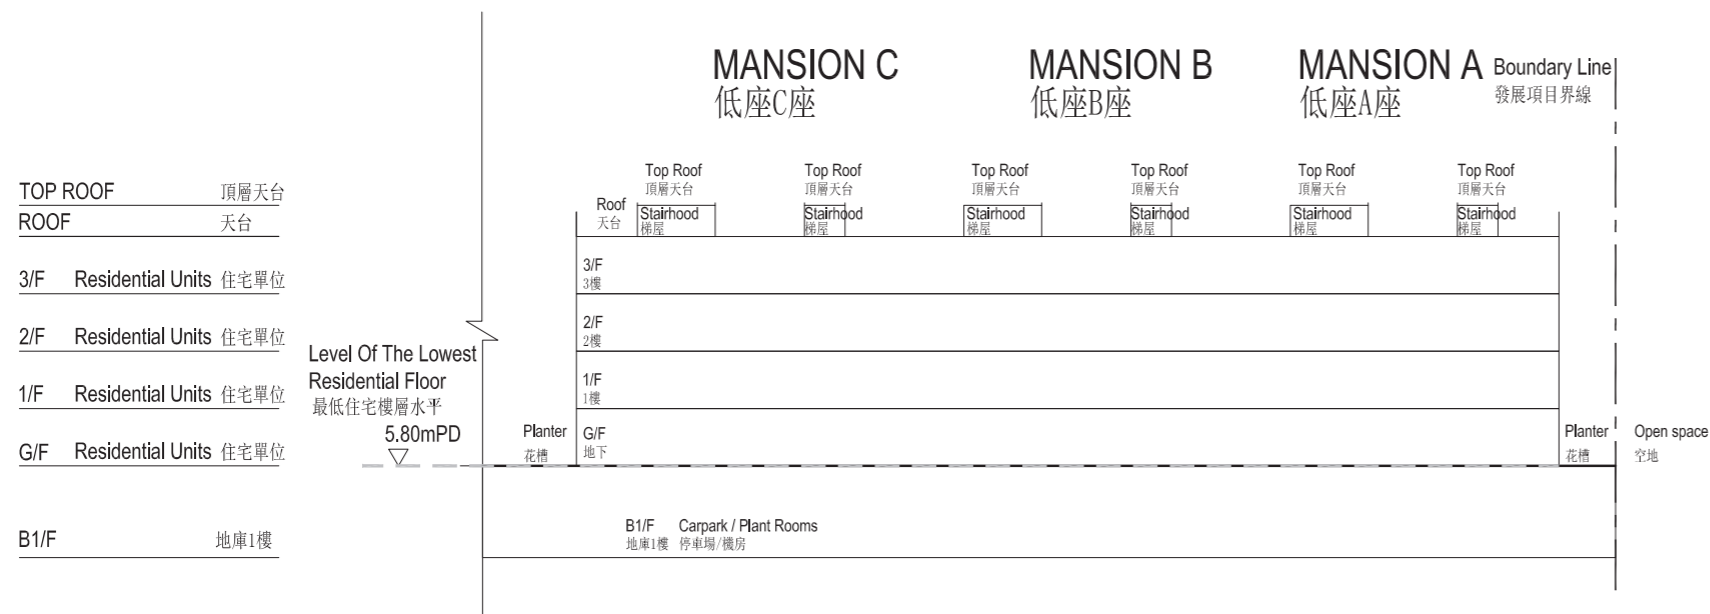 MANSION C
低座C座
MANSION B
低座B座
MANSION A
低座A座
Boundary Line
發展項目界線
Top Roof
頂層天台
Top Roof
頂層天台
Top Roof
頂層天台
Top Roof
頂層天台
Top Roof
頂層天台
Top Roof
頂層天台
TOP ROOF 頂層天台
ROOF 天台
Roof
天台
Stairhood
梯屋
Stairhood
梯屋
Stairhood
梯屋
Stairhood
梯屋
Stairhood
梯屋
Stairhood
梯屋
3/F Residential Units 住宅單位
3/F
3樓
2/F Residential Units 住宅單位
2/F
2樓
Level Of The Lowest
Residential Floor
最低住宅樓層水平
5.80mPD
1/F Residential Units 住宅單位
1/F
1樓
G/F Residential Units 住宅單位
Planter
花槽
G/F
地下
Planter
花槽
Open space
空地
B1/F 地庫1樓
B1/F Carpark / Plant Rooms
地庫1樓 停車場/機房